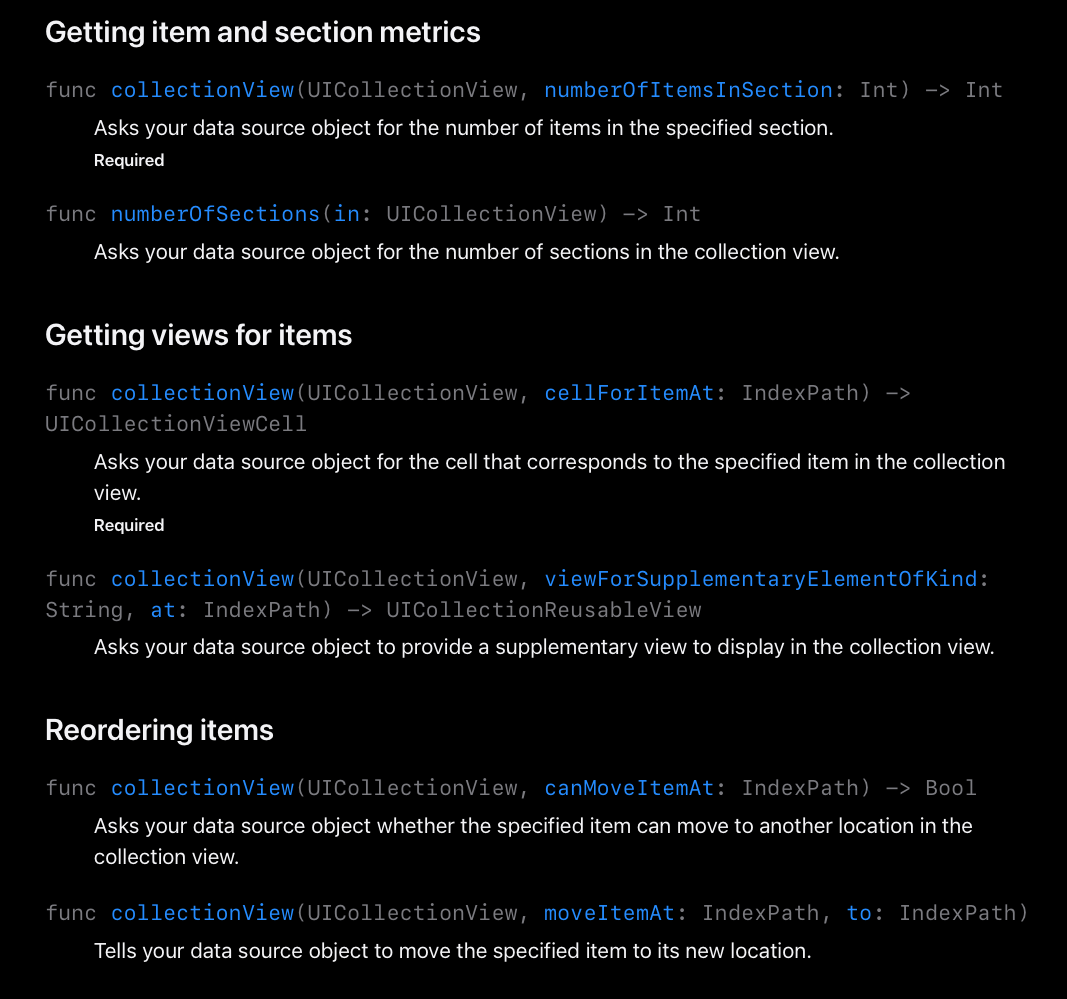 Getting item and section metrics
func collectionView(UICollectionView, numberOfItemsInSection: Int) -> Int
Asks your data source object for the number of items in the specified section.
Required
func numberOfSections(in: UICollectionView) -> Int
Asks your data source object for the number of sections in the collection view.
Getting views for items
func collectionView(UICollectionView, cellForItemAt: IndexPath) ->
UICollectionViewCell
Asks your data source object for the cell that corresponds to the specified item in the collection
view.
Required
func collectionView(UICollectionView, viewForSupplementaryElementOfKind:
String, at: IndexPath) -> UICollectionReusableView
Asks your data source object to provide a supplementary view to display in the collection view.
Reordering items
func collectionView(UICollectionView, canMoveItemAt: IndexPath) -> Bool
Asks your data source object whether the specified item can move to another location in the
collection view.
func collectionView(UICollectionView, moveItemAt: IndexPath, to: IndexPath)
Tells your data source object to move the specified item to its new location.